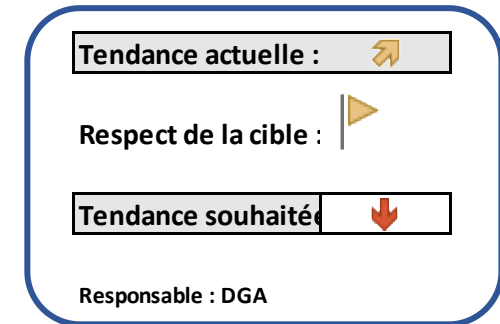 Tendance actuelle :
Respect de la cible :
Tendance souhaitée
Responsable : DGA